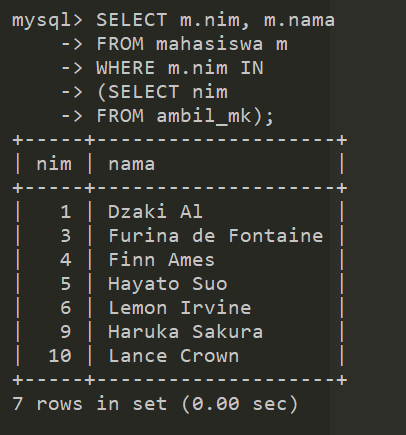 mysql> SELECT m.nim, m.nama
    -> FROM mahasiswa m
    -> WHERE m.nim IN
    -> (SELECT nim
    -> FROM ambil_mk);
+-----+--------------------+
| nim | nama               |
+-----+--------------------+
|   1 | Dzaki Al           |
|   3 | Furina de Fontaine |
|   4 | Finn Ames          |
|   5 | Hayato Suo         |
|   6 | Lemon Irvine       |
|   9 | Haruka Sakura      |
|  10 | Lance Crown        |
+-----+--------------------+
7 rows in set (0.00 sec)